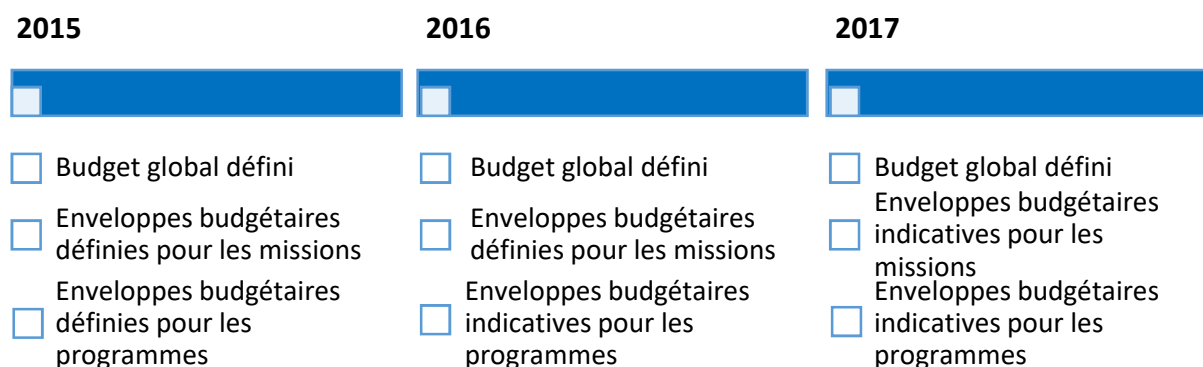 2015
Budget global défini
Enveloppes budgétaires
définies pour les missions
Enveloppes budgétaires
définies pour les
programmes
2016
Budget global défini
Enveloppes budgétaires
définies pour les missions
Enveloppes budgétaires
indicatives pour les
programmes
2017
Budget global défini
Enveloppes budgétaires
indicatives pour les
missions
Enveloppes budgétaires
indicatives pour les
programmes